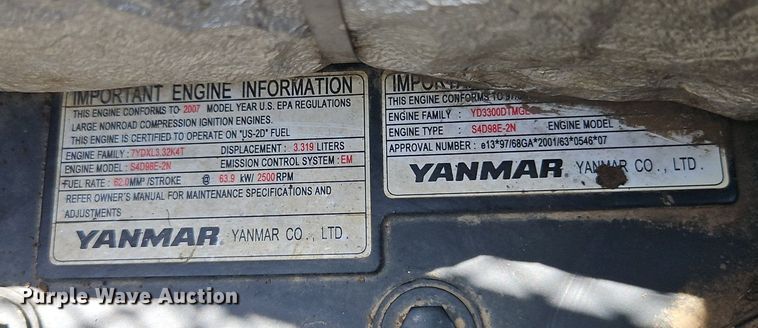 IMPORTANT ENGINE INFORMATION
THIS ENGINE CONFORMS TO 2007 MODEL YEAR U.S. EPA REGULATIONS
LARGE NONROAD COMPRESSION IGNITION ENGINES.
THIS ENGINE IS CERTIFIED TO OPERATE ON "US-2D" FUEL
ENGINE FAMILY : 7YDXL3.32K4T DISPLACEMENT : 3.319 LITERS
ENGINE MODEL : S4D98E-2N EMISSION CONTROL SYSTEM : EM
FUEL RATE : 62.0MM³/STROKE @ 63.9 kW/ 2500 RPM
REFER OWNER'S MANUAL FOR MAINTENANCE SPECIFICATIONS AND
ADJUSTMENTS
YANMAR YANMAR CO., LTD.
THIS ENGINE CONFORMS TO
ENGINE FAMILY : YD3300DTMGE
ENGINE TYPE : S4D98E-2N ENGINE MODEL
APPROVAL NUMBER : e13*97/68GA*2001/63*0546*07
YANMAR YANMAR CO., LTD.
Purple Wave Auction